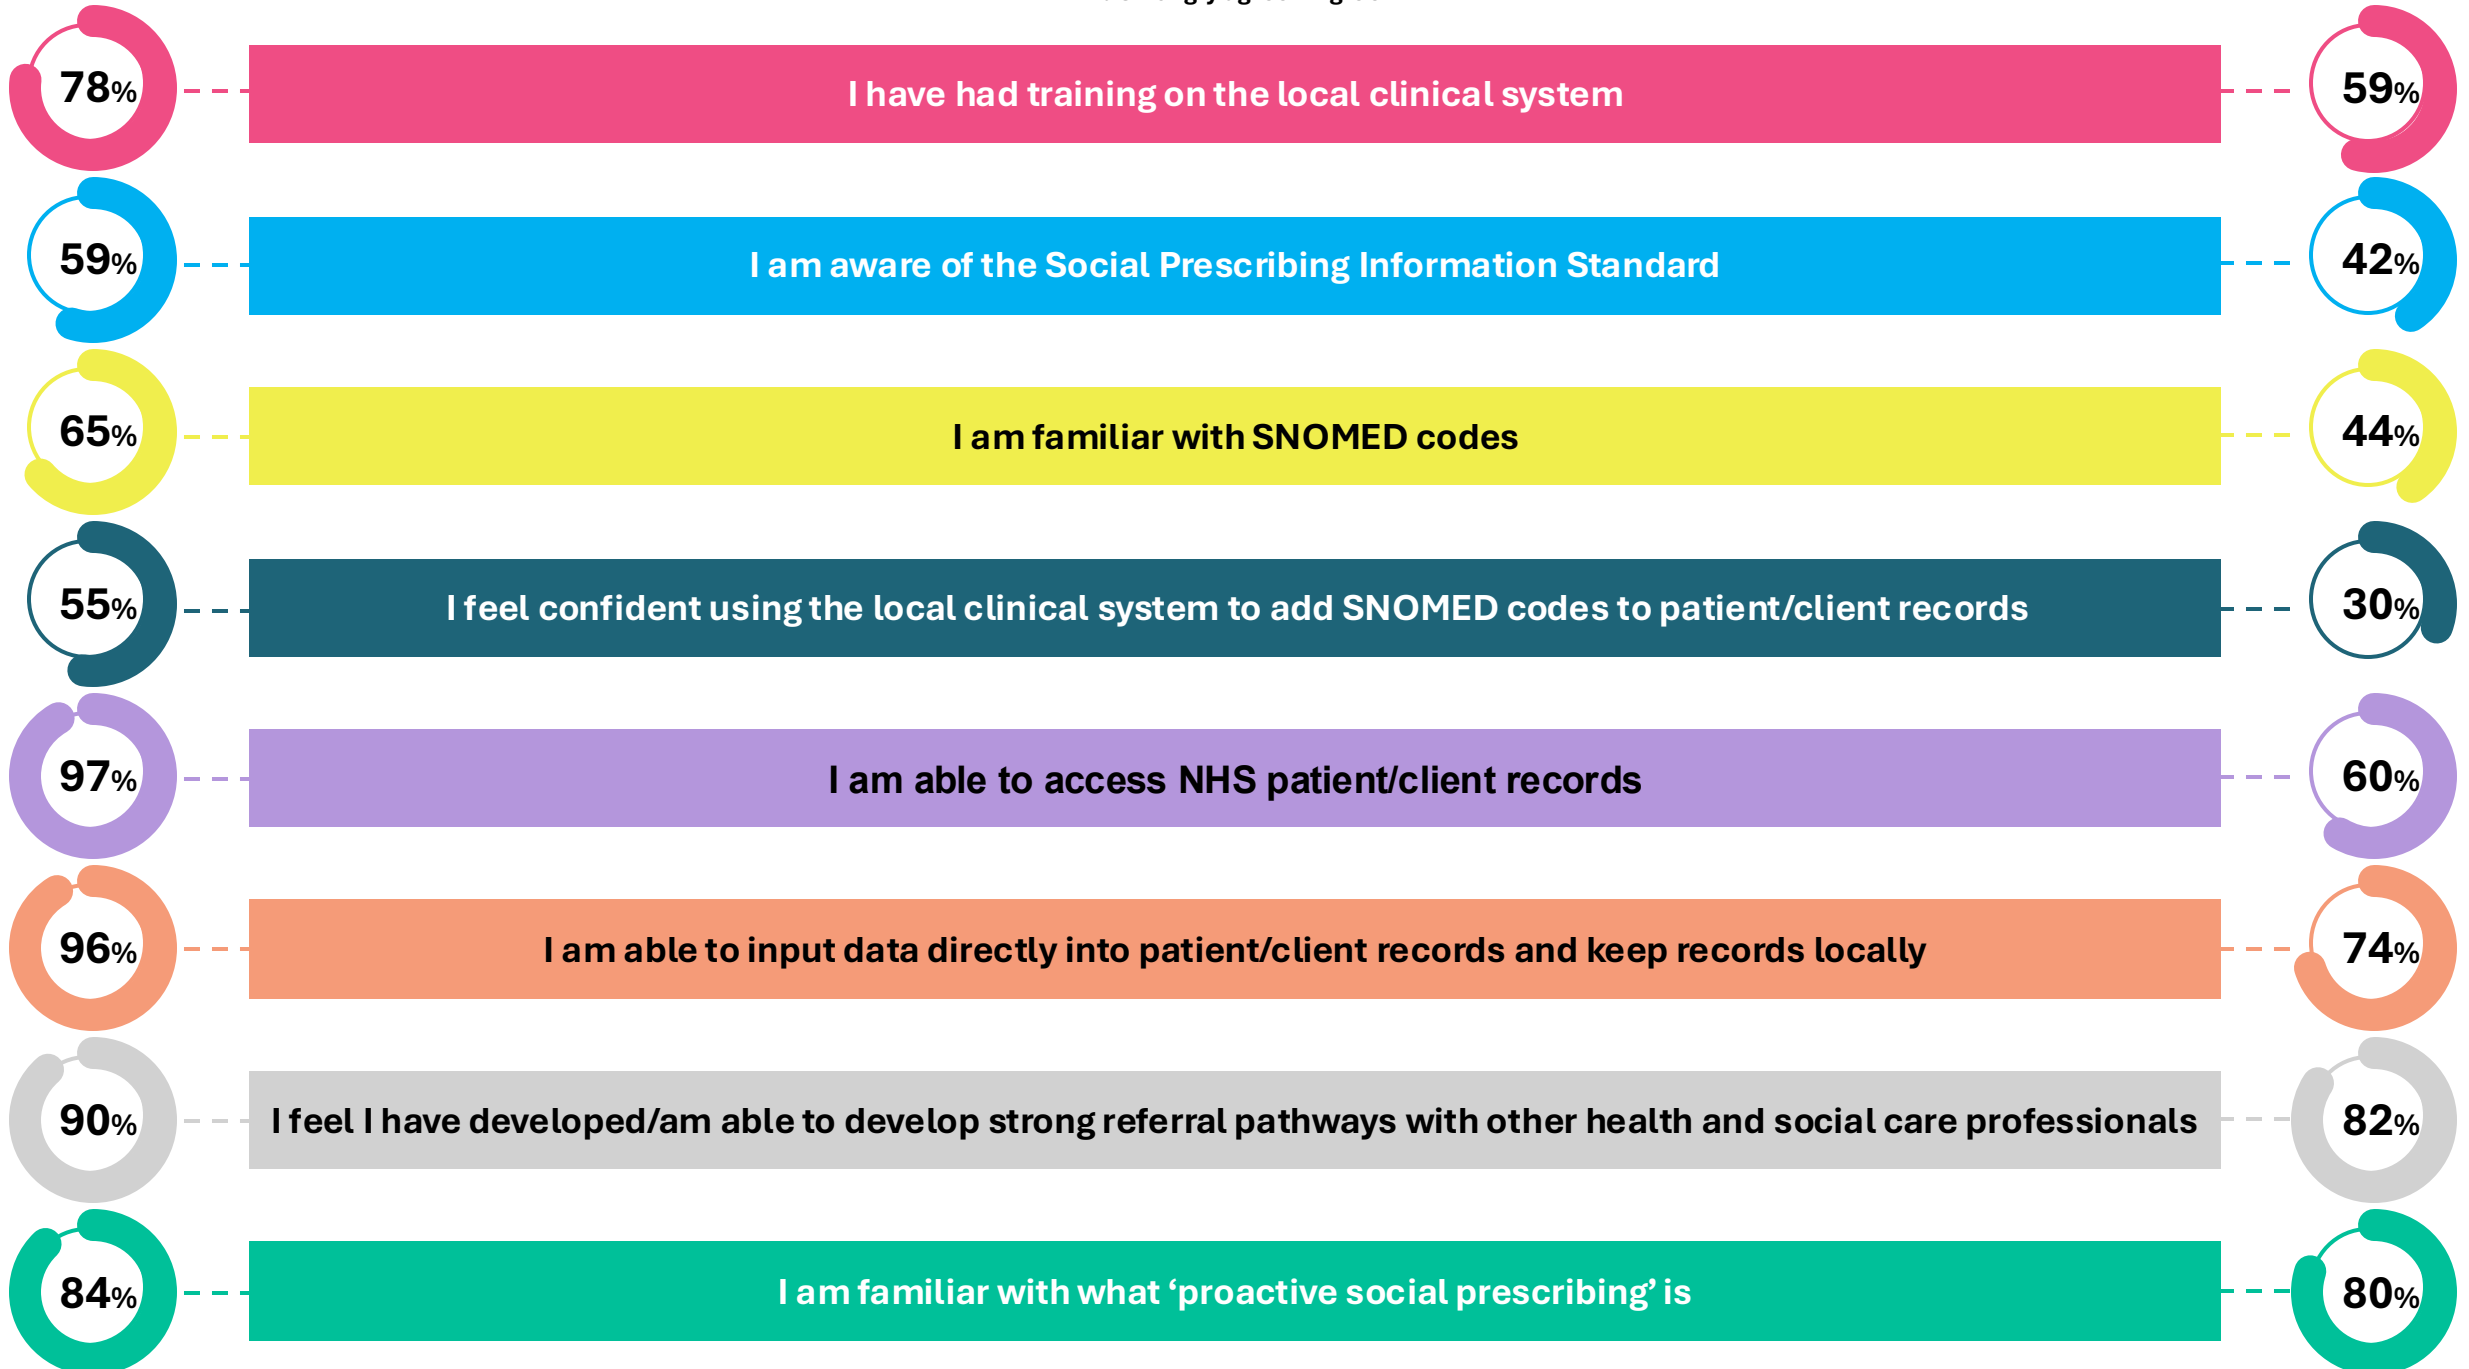 78% I have had training on the local clinical system 59%
59% I am aware of the Social Prescribing Information Standard 42%
65% I am familiar with SNOMED codes 44%
55% I feel confident using the local clinical system to add SNOMED codes to patient/client records 30%
97% I am able to access NHS patient/client records 60%
96% I am able to input data directly into patient/client records and keep records locally 74%
90% I feel I have developed/am able to develop strong referral pathways with other health and social care professionals 82%
84% I am familiar with what ‘proactive social prescribing’ is 80%